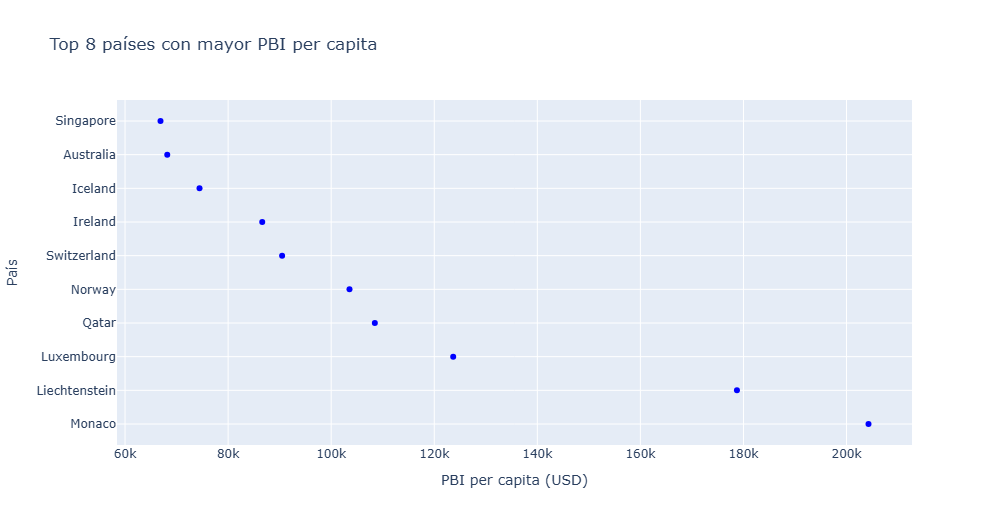 Top 8 países con mayor PBI per capita
Singapore
Australia
Iceland
Ireland
Switzerland
Norway
Qatar
Luxembourg
Liechtenstein
Monaco
País
60k
80k
100k
120k
140k
160k
180k
200k
PBI per capita (USD)